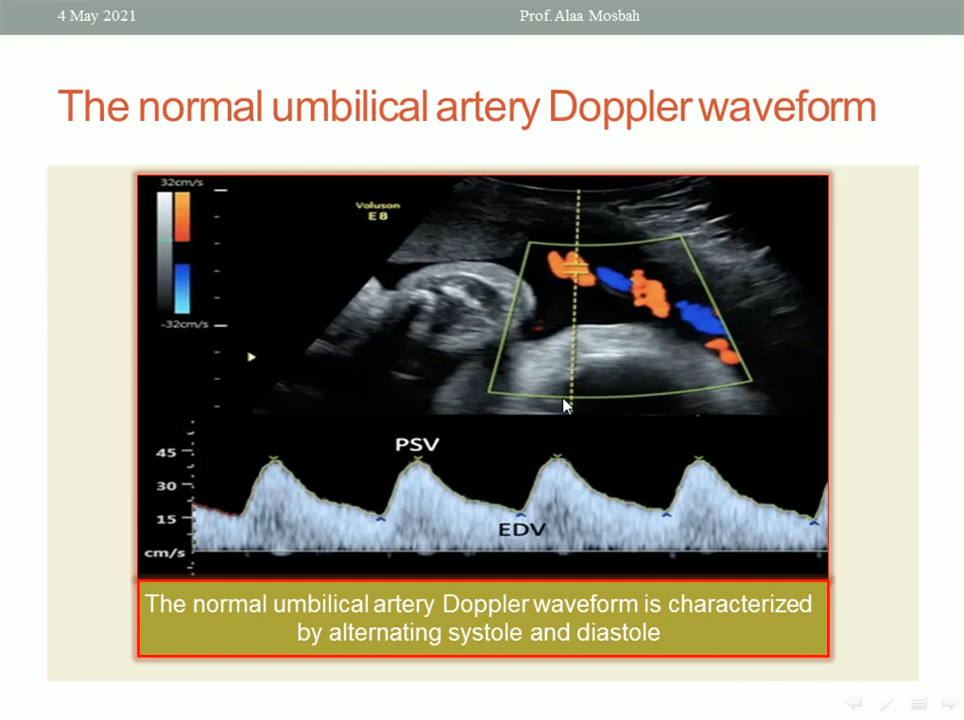 4 May 2021 Prof.Alaa Mosbah
The normal umbilical artery Doppler waveform
32cm/s
Voluson
E8
-32cm/s
45
PSV
30
15
EDV
cm/s
The normal umbilical artery Doppler waveform is characterized
by alternating systole and diastole